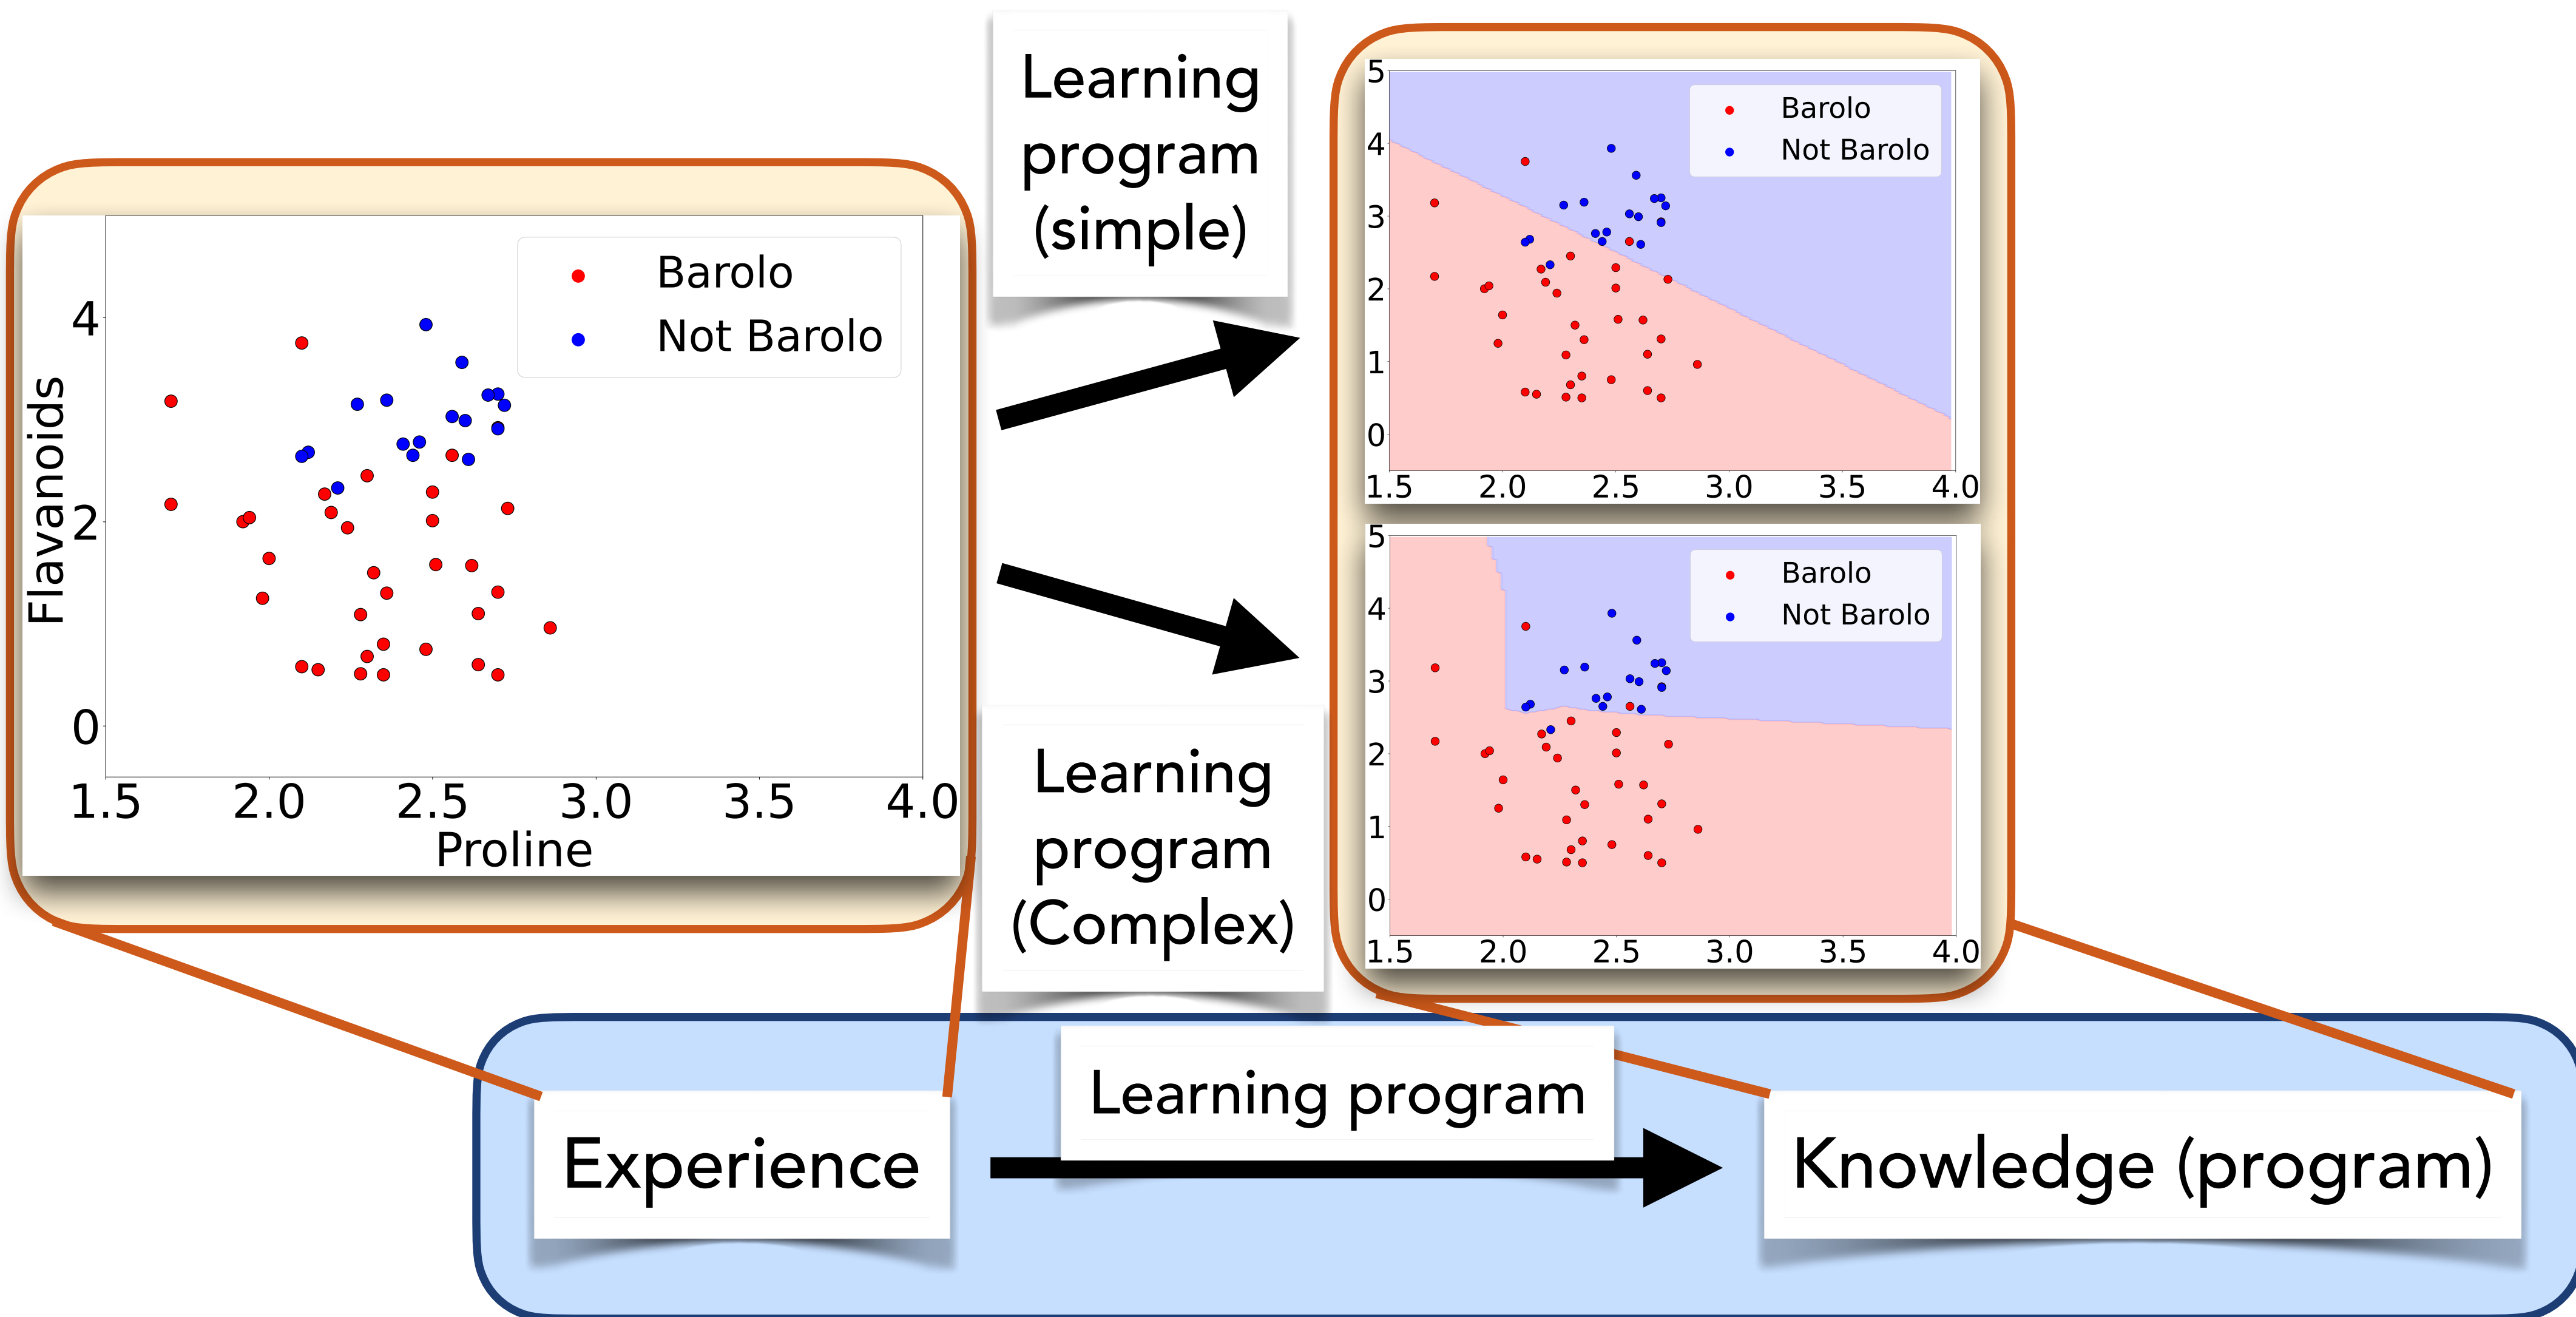 Learning
program
(simple)
Barolo
Not Barolo
Flavanoids
4
2
0
1.5 2.0 2.5 3.0 3.5 4.0
Proline
Learning
program
(Complex)
5
4
3
2
1
0
Barolo
Not Barolo
1.5 2.0 2.5 3.0 3.5 4.0
5
4
3
2
1
0
Barolo
Not Barolo
1.5 2.0 2.5 3.0 3.5 4.0
Experience
Learning program
Knowledge (program)